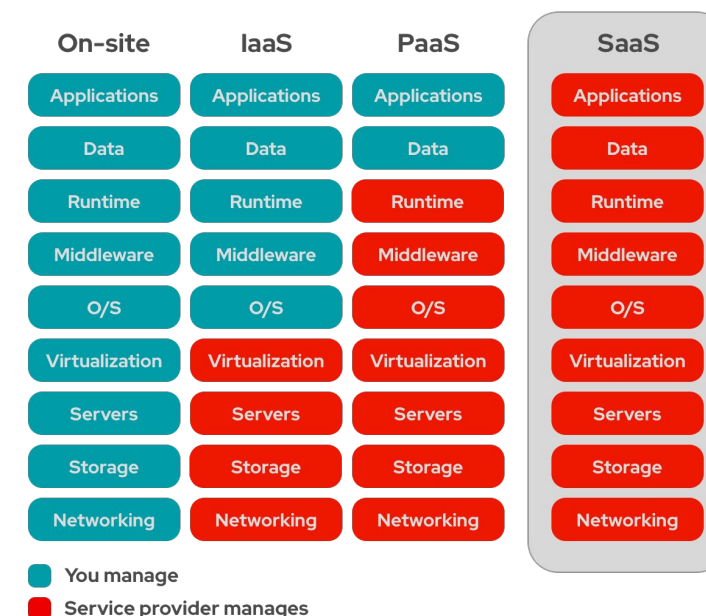 On-site IaaS PaaS SaaS
Applications Applications Applications Applications
Data Data Data Data
Runtime Runtime Runtime Runtime
Middleware Middleware Middleware Middleware
O/S O/S O/S O/S
Virtualization Virtualization Virtualization Virtualization
Servers Servers Servers Servers
Storage Storage Storage Storage
Networking Networking Networking Networking
You manage
Service provider manages